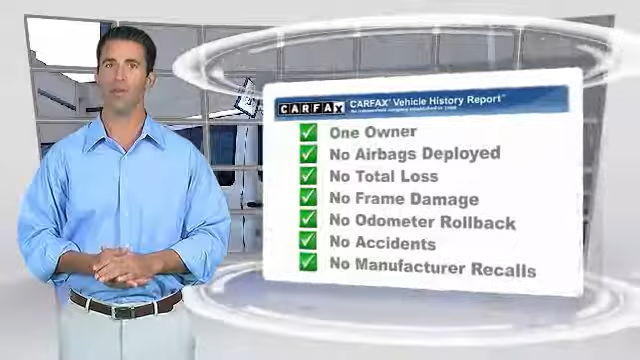 CARFAX CARFAX Vehicle History Report™
One Owner
No Airbags Deployed
No Total Loss
No Frame Damage
No Odometer Rollback
No Accidents
No Manufacturer Recalls